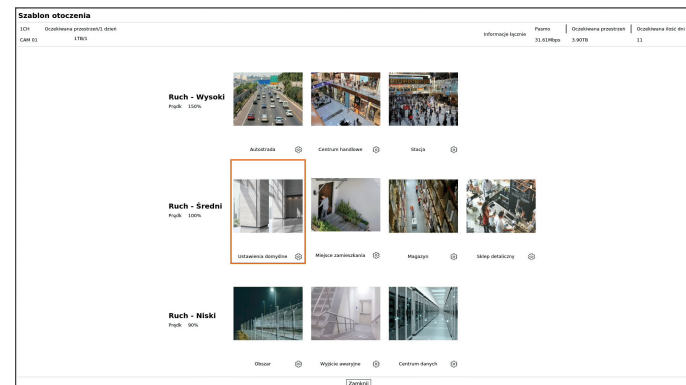 Szablon otoczenia
1CH Oczekiwana przestrzeń/1 dzień
CAM 01 1TB/1
Informacje łącznie
Pasmo Oczekiwana przestrzeń Oczekiwana ilość dni
31.61Mbps 3.90TB 11
Ruch - Wysoki
Prędk 150%
Autostrada Centrum handlowe Stacja
Ruch - Średni
Prędk 100%
Ustawienia domyślne Miejsce zamieszkania Magazyn Sklep detaliczny
Ruch - Niski
Prędk 90%
Obszar Wyjście awaryjne Centrum danych
Zamknij